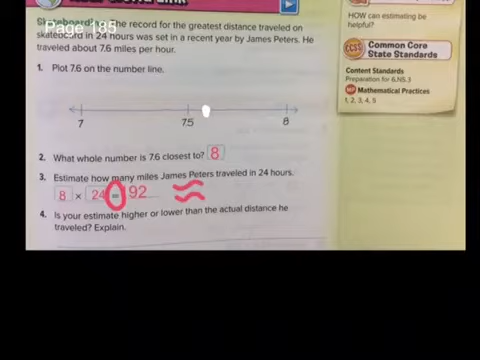 Page 185
Skateboarding The record for the greatest distance traveled on
skateboard in 24 hours was set in a recent year by James Peters. He
traveled about 7.6 miles per hour.
1. Plot 7.6 on the number line.
7 7.5 8
2. What whole number is 7.6 closest to? 8
3. Estimate how many miles James Peters traveled in 24 hours.
8 × 24 = 92 ≈
≈
4. Is your estimate higher or lower than the actual distance he
traveled? Explain.
HOW can estimating be
helpful?
CCSS Common Core
State Standards
Content Standards
Preparation for 6.NS.3
MP Mathematical Practices
1, 2, 3, 4, 5